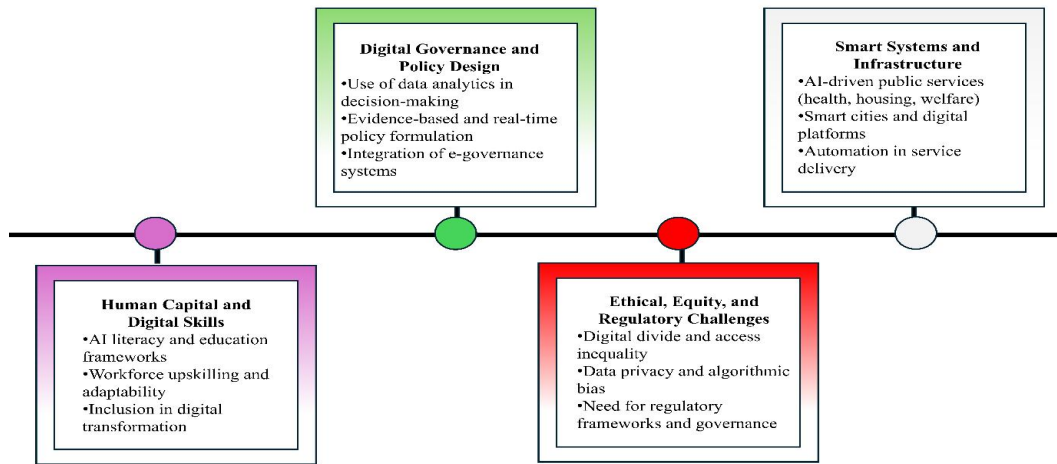 Digital Governance and
Policy Design
•Use of data analytics in
decision-making
•Evidence-based and real-time
policy formulation
•Integration of e-governance
systems
Smart Systems and
Infrastructure
•AI-driven public services
(health, housing, welfare)
•Smart cities and digital
platforms
•Automation in service
delivery
Human Capital and
Digital Skills
•AI literacy and education
frameworks
•Workforce upskilling and
adaptability
•Inclusion in digital
transformation
Ethical, Equity, and
Regulatory Challenges
•Digital divide and access
inequality
•Data privacy and algorithmic
bias
•Need for regulatory
frameworks and governance